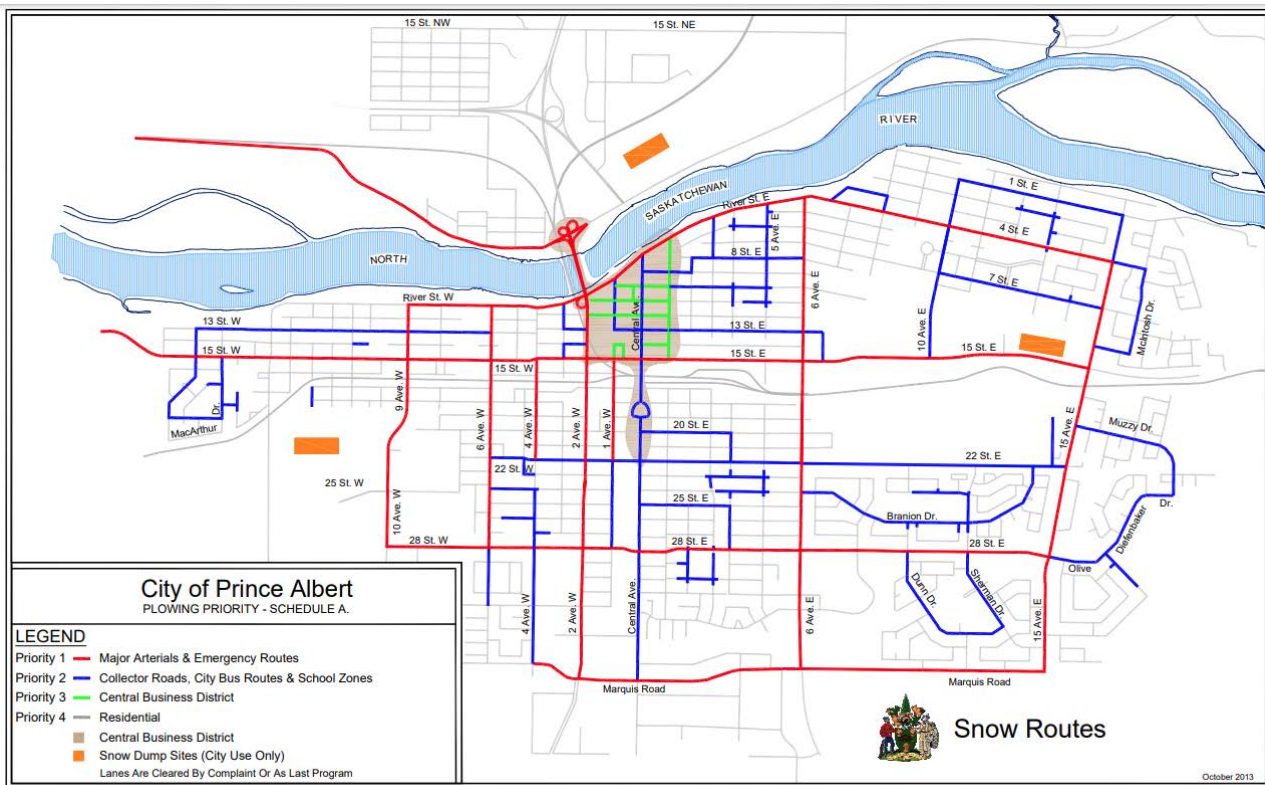 15 St. NW
15 St. NE
RIVER
SASKATCHEWAN
NORTH
River St. E
1 St. E
4 St. E
5 Ave. E
8 St. E
7 St. E
6 Ave. E
10 Ave. E
McIntosh Dr.
River St. W
Central Ave.
13 St. W
13 St. E
15 St. W
15 St. W
15 St. E
15 St. E
9 Ave. W
6 Ave. W
4 Ave. W
2 Ave. W
1 Ave. W
MacArthur
Dr.
20 St. E
15 Ave. E
Muzzy Dr.
22 St. W
22 St. E
25 St. W
25 St. E
10 Ave. W
Branion Dr.
Diefenbaker
Dr.
28 St. W
28 St. E
28 St. E
Olive
Dunn Dr.
Sherman Dr.
4 Ave. W
2 Ave. W
Central Ave.
6 Ave. E
15 Ave. E
Marquis Road
Marquis Road
City of Prince Albert
PLOWING PRIORITY - SCHEDULE A.
LEGEND
Priority 1 Major Arterials & Emergency Routes
Priority 2 Collector Roads, City Bus Routes & School Zones
Priority 3 Central Business District
Priority 4 Residential
Central Business District
Snow Dump Sites (City Use Only)
Lanes Are Cleared By Complaint Or As Last Program
Snow Routes
October 2013